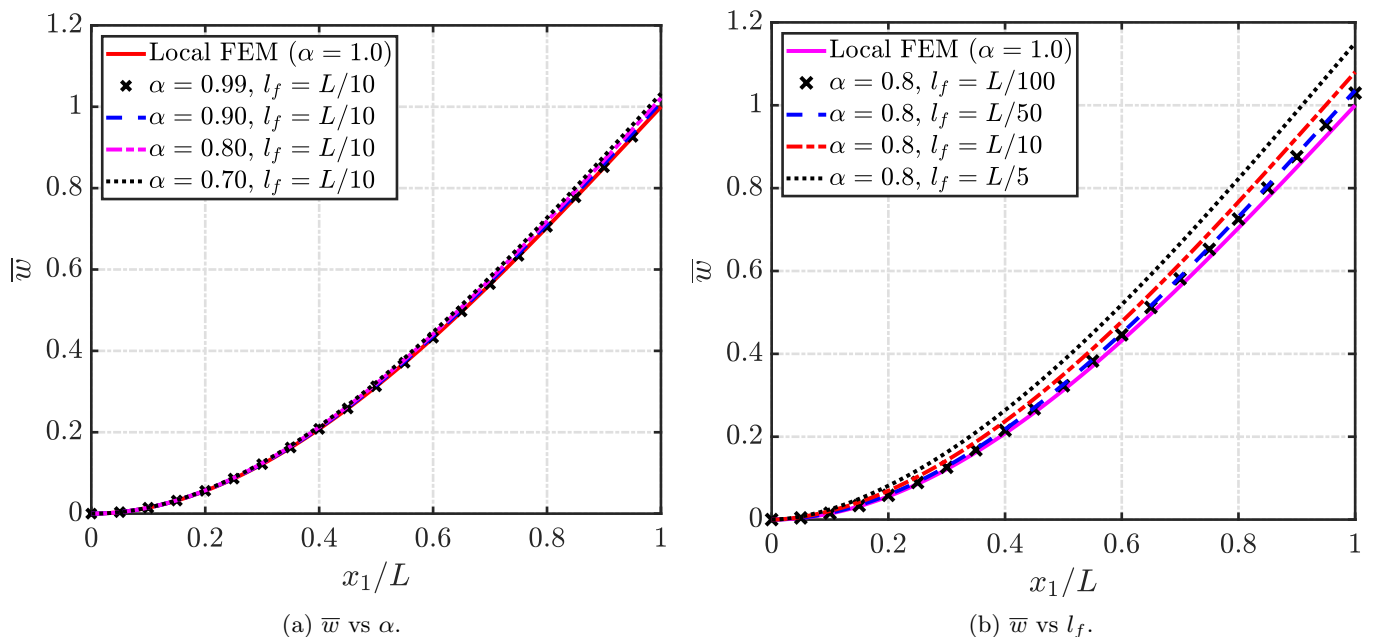 1.2
1
0.8
0.6
0.4
0.2
0
w̅
Local FEM (α = 1.0)
α = 0.99, l_f = L/10
α = 0.90, l_f = L/10
α = 0.80, l_f = L/10
α = 0.70, l_f = L/10
0 0.2 0.4 0.6 0.8 1
x₁/L
(a) w̅ vs α.
1.2
1
0.8
0.6
0.4
0.2
0
w̅
Local FEM (α = 1.0)
α = 0.8, l_f = L/100
α = 0.8, l_f = L/50
α = 0.8, l_f = L/10
α = 0.8, l_f = L/5
0 0.2 0.4 0.6 0.8 1
x₁/L
(b) w̅ vs l_f.